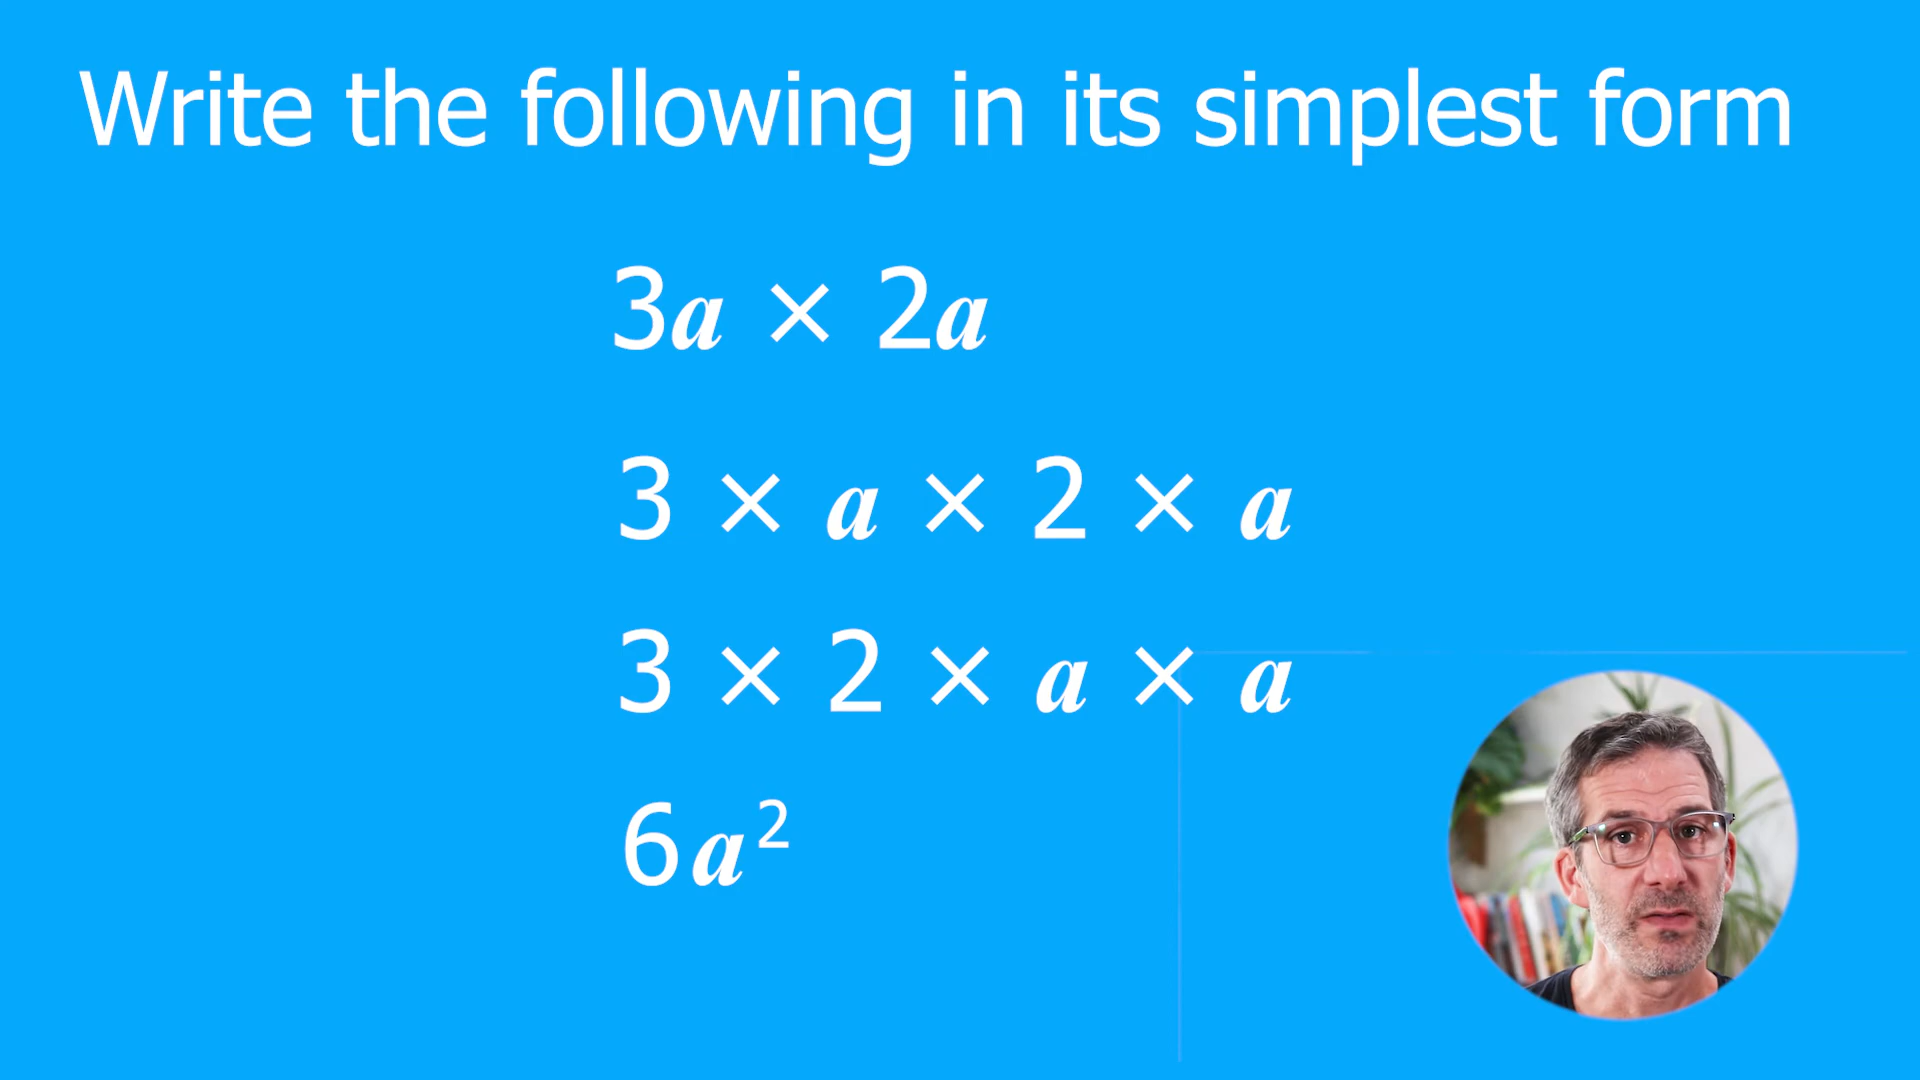 Write the following in its simplest form
3a × 2a
3 × a × 2 × a
3 × 2 × a × a
6a²